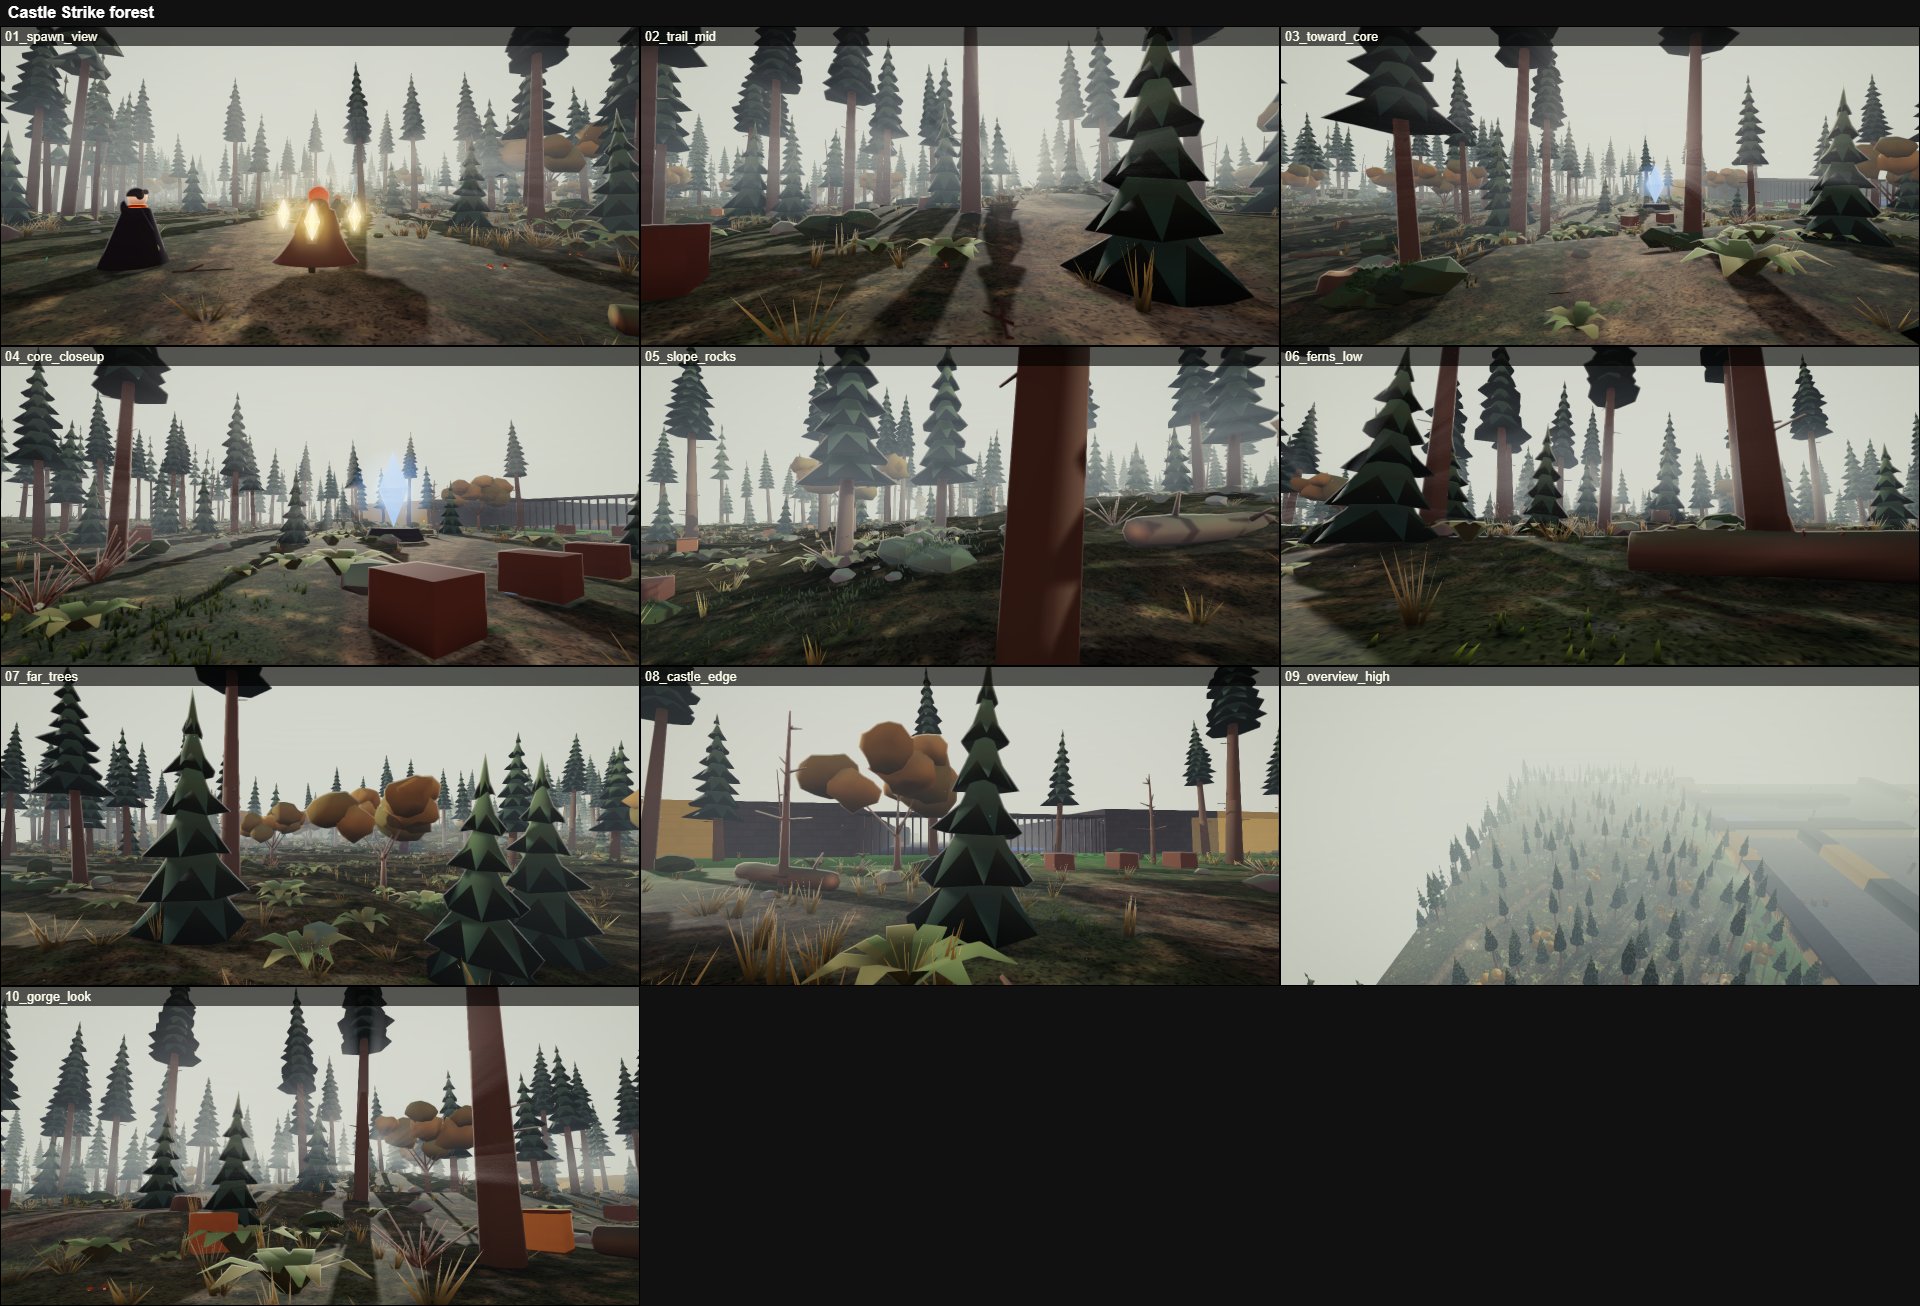 Castle Strike forest
01_spawn_view
02_trail_mid
03_toward_core
04_core_closeup
05_slope_rocks
06_ferns_low
07_far_trees
08_castle_edge
09_overview_high
10_gorge_look